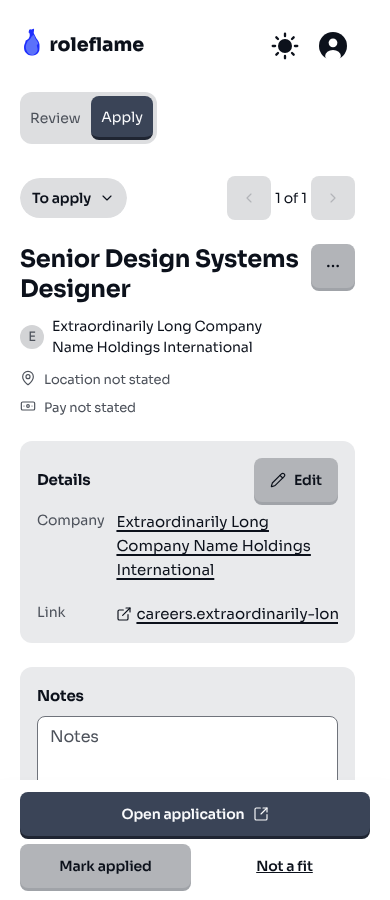 roleflame
Review Apply
To apply
1 of 1
Senior Design Systems
Designer
...
E
Extraordinarily Long Company
Name Holdings International
Location not stated
Pay not stated
Details
Edit
Company
Extraordinarily Long
Company Name Holdings
International
Link
careers.extraordinarily-lon
Notes
Notes
Open application
Mark applied
Not a fit